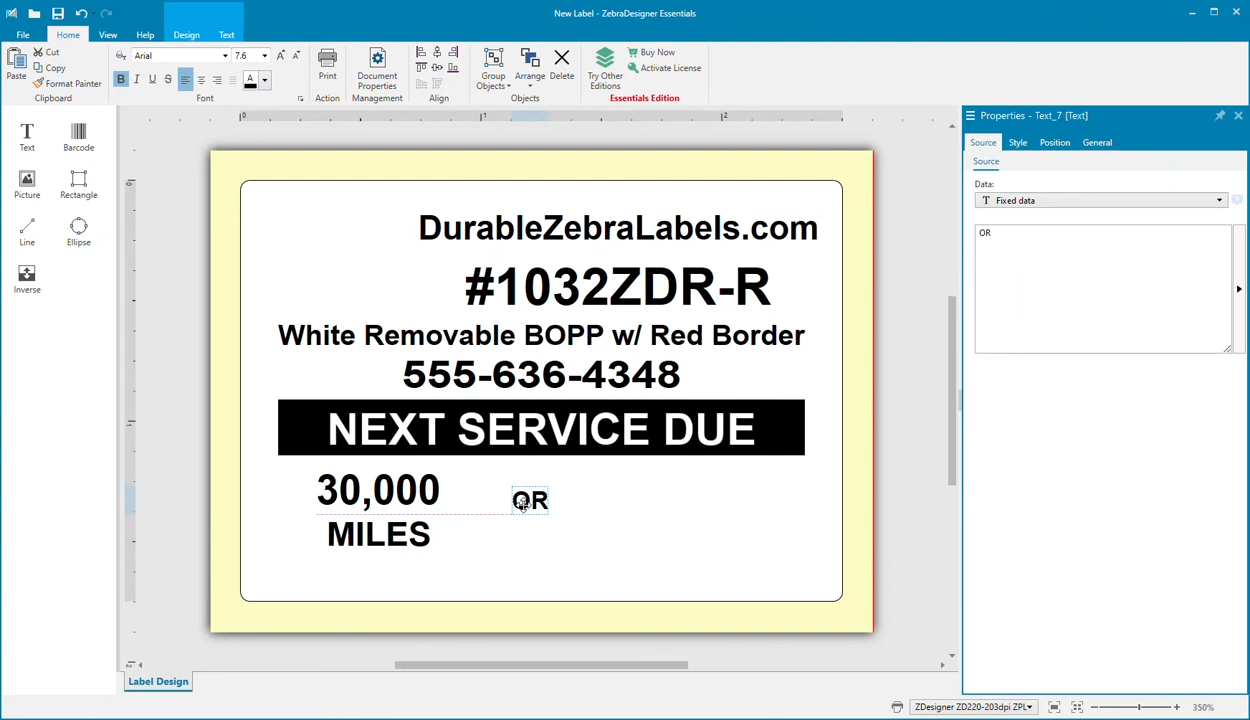 New Label - ZebraDesigner Essentials
File Home View Help Design Text
Paste Cut Copy Format Painter
Clipboard
Arial 7.6
B I U S A
Font
Print
Action
Document Properties
Management
Align
Group Objects Arrange Delete
Objects
Try Other Editions Buy Now Activate License
Essentials Edition
Text Barcode
Picture Rectangle
Line Ellipse
Inverse
0 1 2
DurableZebraLabels.com
#1032ZDR-R
White Removable BOPP w/ Red Border
555-636-4348
NEXT SERVICE DUE
30,000 OR
MILES
Label Design
Properties - Text_7 [Text]
Source Style Position General
Source
Data:
T Fixed data
OR
ZDesigner ZD220-203dpi ZPL 350%